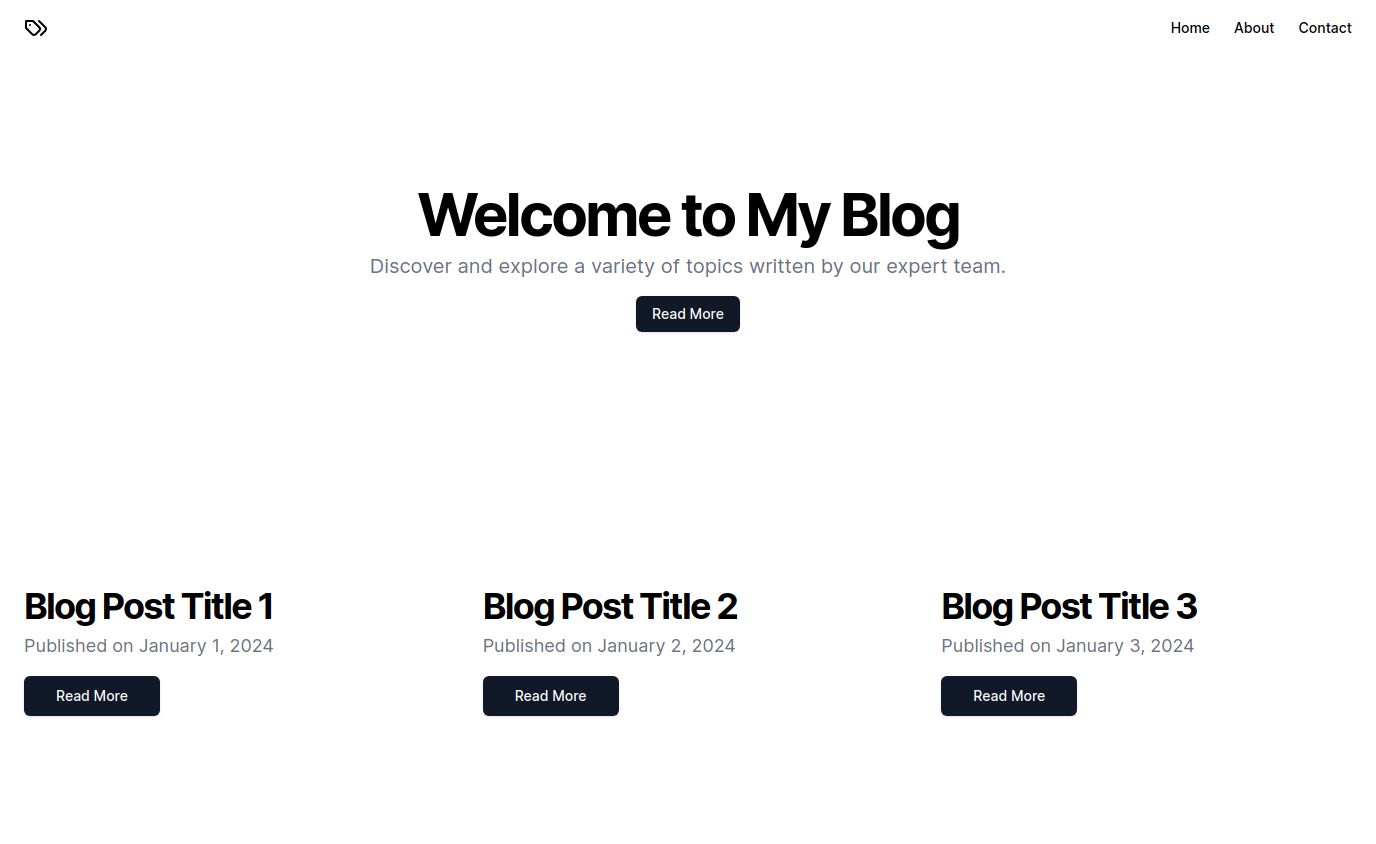 Home About Contact
Welcome to My Blog
Discover and explore a variety of topics written by our expert team.
Read More
Blog Post Title 1
Published on January 1, 2024
Read More
Blog Post Title 2
Published on January 2, 2024
Read More
Blog Post Title 3
Published on January 3, 2024
Read More